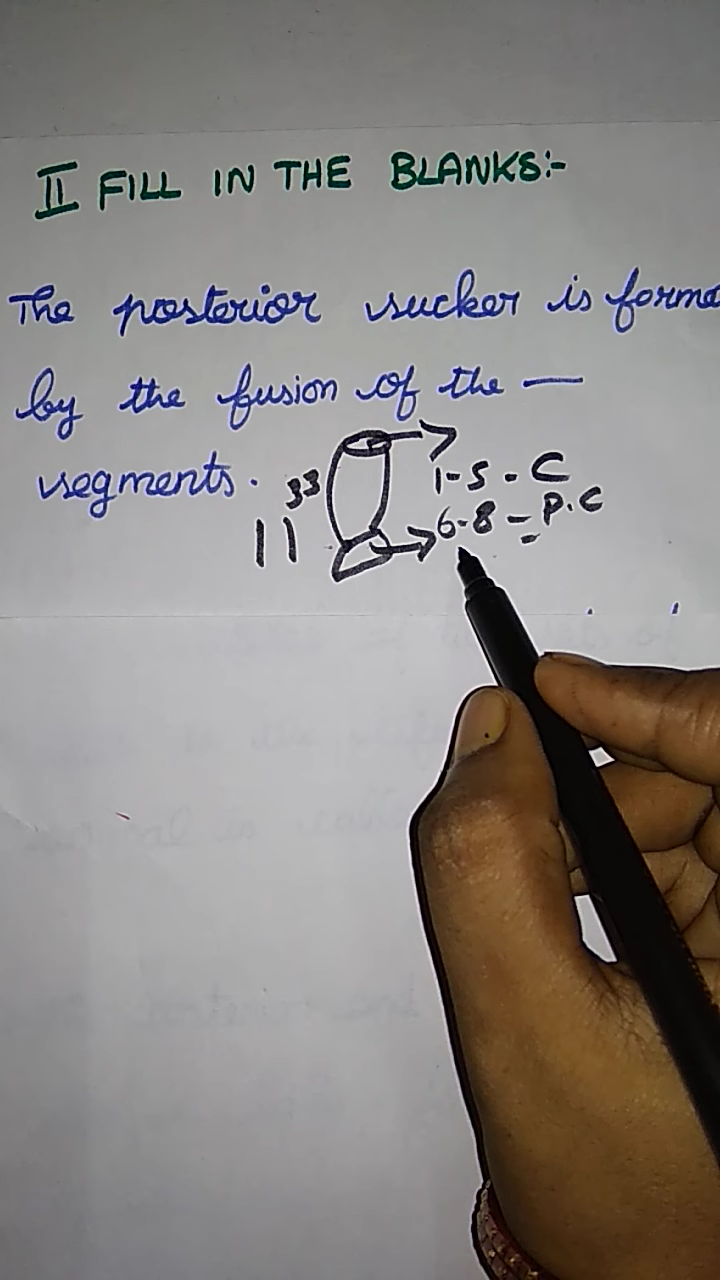 II FILL IN THE BLANKS:-
The posterior sucker is forme
by the fusion of the —
segments.
33
1-5 - C
6-8 - P.C
11